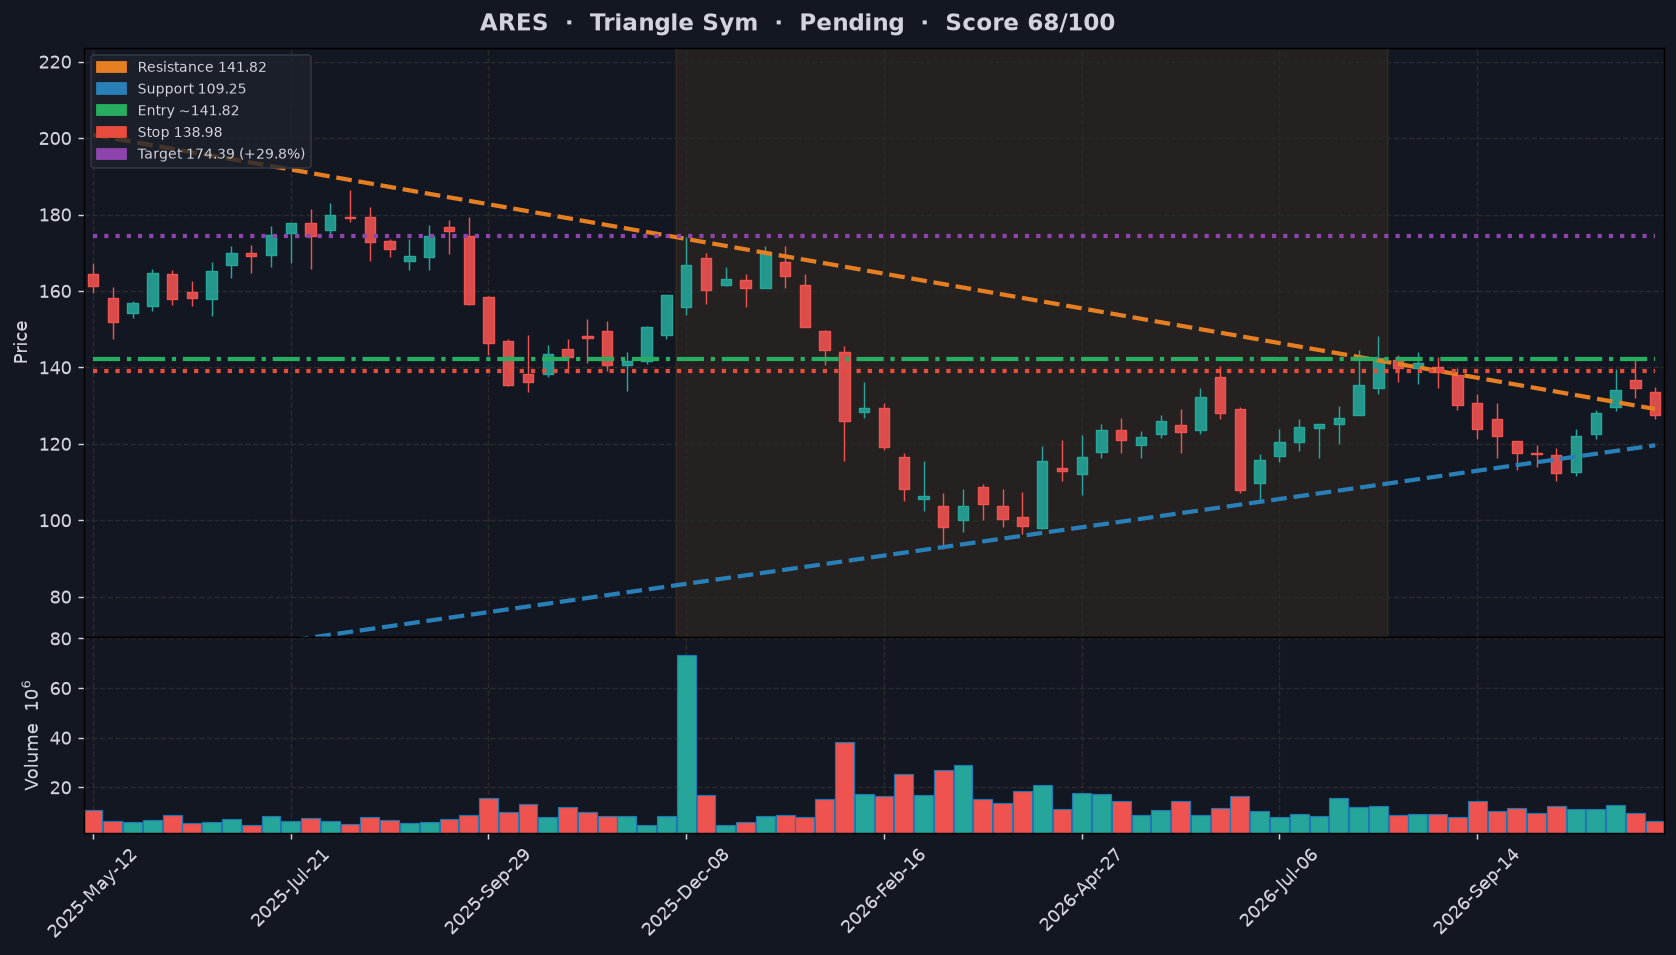 ARES · Triangle Sym · Pending · Score 68/100
Resistance 141.82
Support 109.25
Entry ~141.82
Stop 138.98
Target 174.39 (+29.8%)
Price
220
200
180
160
140
120
100
80
Volume 10⁶
80
60
40
20
2025-May-12
2025-Jul-21
2025-Sep-29
2025-Dec-08
2026-Feb-16
2026-Apr-27
2026-Jul-06
2026-Sep-14